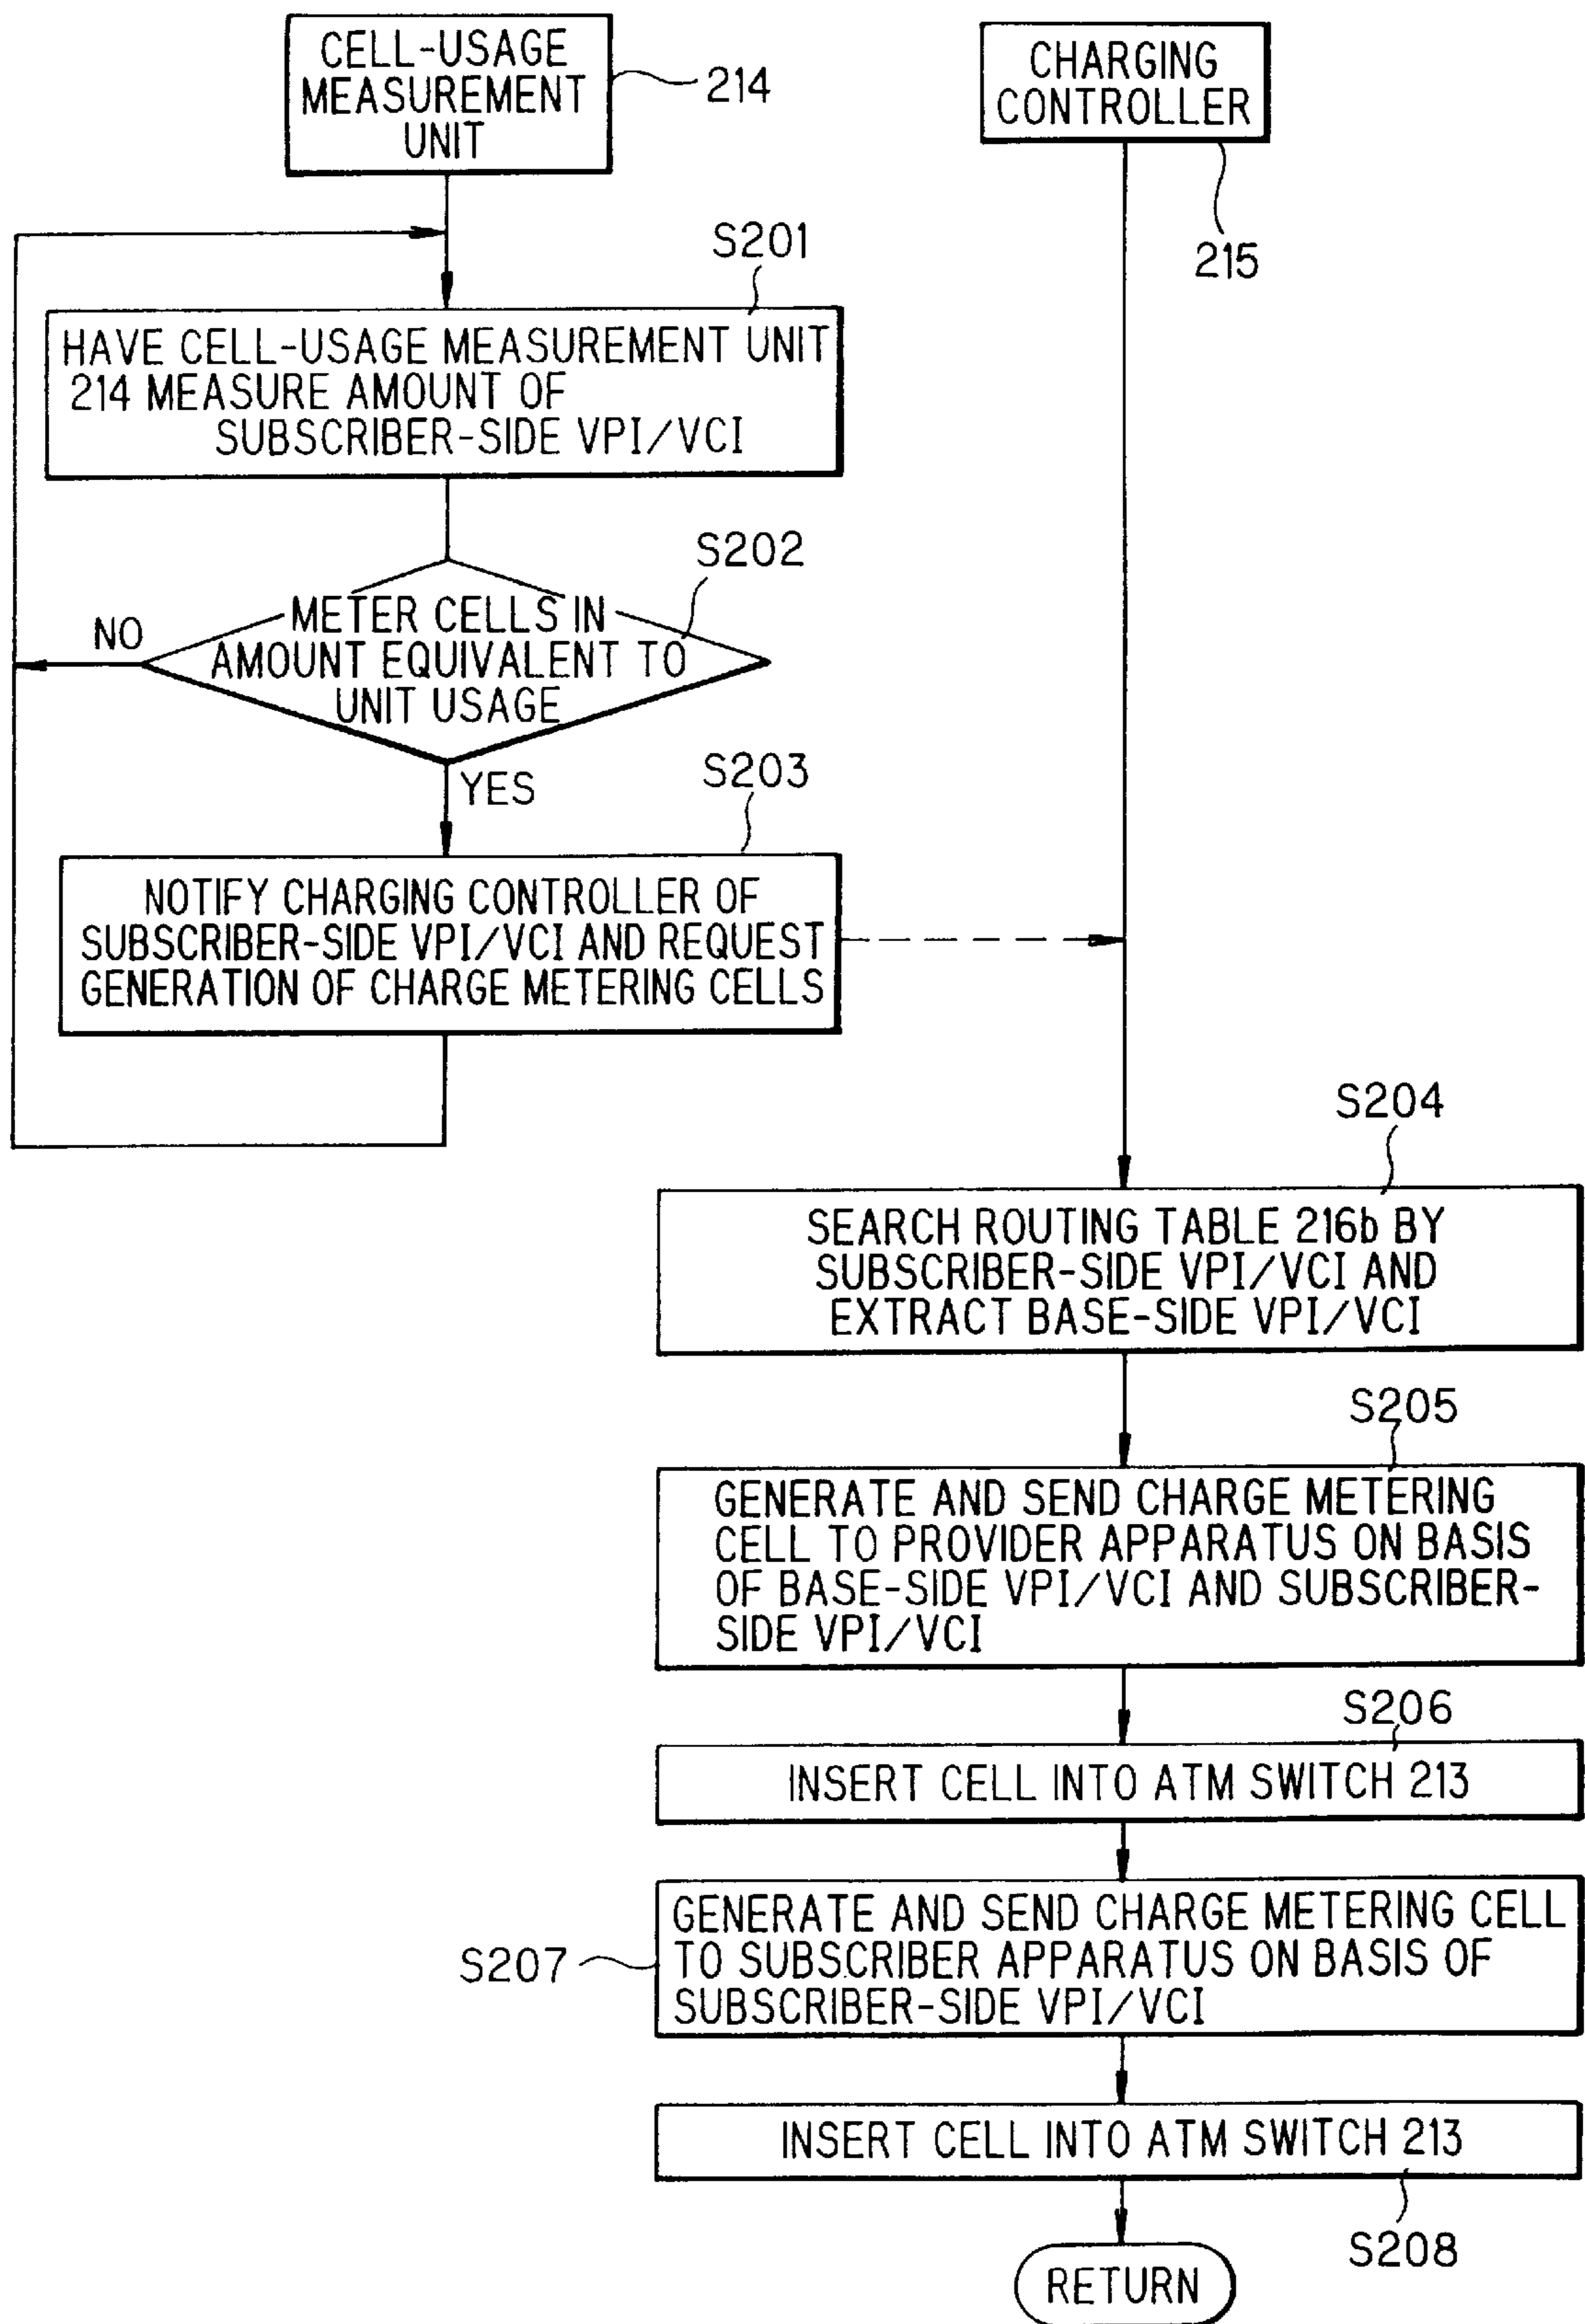 CELL-USAGE
MEASUREMENT
UNIT
214
CHARGING
CONTROLLER
215
S201
HAVE CELL-USAGE MEASUREMENT UNIT
214 MEASURE AMOUNT OF
SUBSCRIBER-SIDE VPI/VCI
S202
METER CELLS IN
AMOUNT EQUIVALENT TO
UNIT USAGE
NO
YES
S203
NOTIFY CHARGING CONTROLLER OF
SUBSCRIBER-SIDE VPI/VCI AND REQUEST
GENERATION OF CHARGE METERING CELLS
S204
SEARCH ROUTING TABLE 216b BY
SUBSCRIBER-SIDE VPI/VCI AND
EXTRACT BASE-SIDE VPI/VCI
S205
GENERATE AND SEND CHARGE METERING
CELL TO PROVIDER APPARATUS ON BASIS
OF BASE-SIDE VPI/VCI AND SUBSCRIBER-
SIDE VPI/VCI
S206
INSERT CELL INTO ATM SWITCH 213
S207
GENERATE AND SEND CHARGE METERING CELL
TO SUBSCRIBER APPARATUS ON BASIS OF
SUBSCRIBER-SIDE VPI/VCI
INSERT CELL INTO ATM SWITCH 213
S208
RETURN